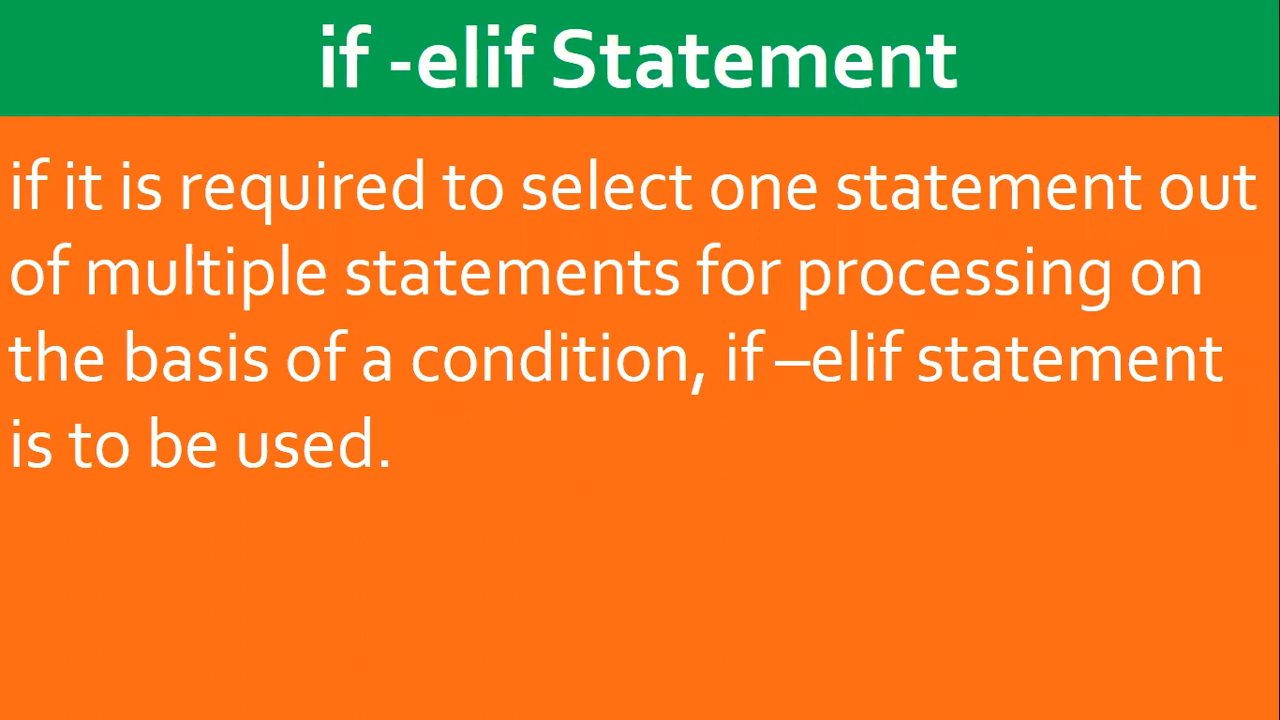 if -elif Statement
if it is required to select one statement out
of multiple statements for processing on
the basis of a condition, if –elif statement
is to be used.